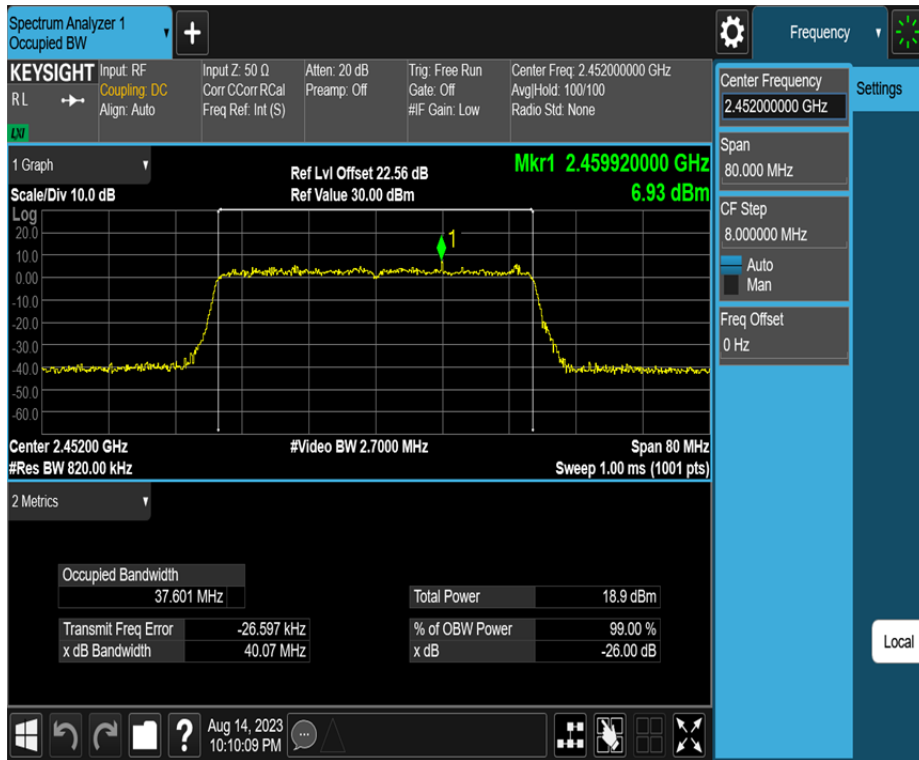 Spectrum Analyzer 1
Occupied BW
+
Frequency
KEYSIGHT
R L
LXI
Input: RF
Coupling: DC
Align: Auto
Input Z: 50 Ω
Corr CCorr RCal
Freq Ref: Int (S)
Atten: 20 dB
Preamp: Off
Trig: Free Run
Gate: Off
#IF Gain: Low
Center Freq: 2.452000000 GHz
Avg|Hold: 100/100
Radio Std: None
Center Frequency
2.452000000 GHz
Settings
Span
80.000 MHz
CF Step
8.000000 MHz
Auto
Man
Freq Offset
0 Hz
Local
1 Graph
Scale/Div 10.0 dB
Ref Lvl Offset 22.56 dB
Ref Value 30.00 dBm
Mkr1 2.459920000 GHz
6.93 dBm
Log
20.0
10.0
0.00
-10.0
-20.0
-30.0
-40.0
-50.0
-60.0
1
Center 2.45200 GHz
#Video BW 2.7000 MHz
Span 80 MHz
#Res BW 820.00 kHz
Sweep 1.00 ms (1001 pts)
2 Metrics
Occupied Bandwidth
37.601 MHz
Total Power 18.9 dBm
Transmit Freq Error -26.597 kHz
% of OBW Power 99.00 %
x dB Bandwidth 40.07 MHz
x dB -26.00 dB
?
Aug 14, 2023
10:10:09 PM